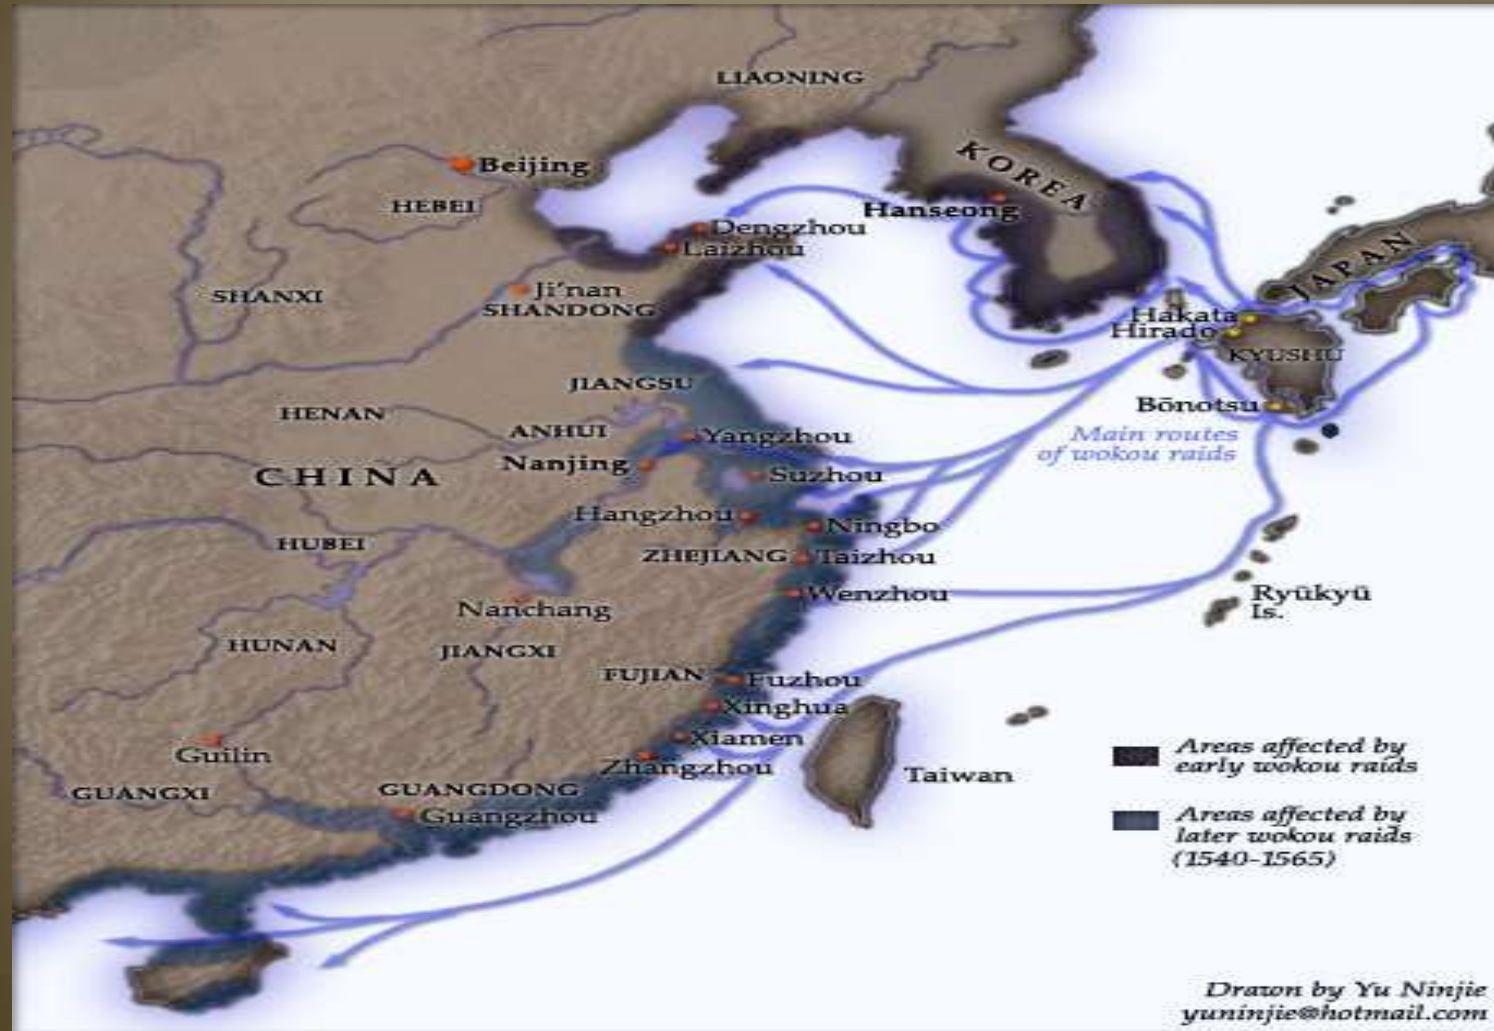 LIAONING
Beijing
KOREA
HEBEI
Hanseong
Dengzhou
Laizhou
JAPAN
SHANXI
Ji'nan
SHANDONG
Hakata
Hirado
KYUSHU
JIANGSU
HENAN
ANHUI
Bōnotsu
Yangzhou
Main routes
of wokou raids
Nanjing
CHINA
Suzhou
Hangzhou
Ningbo
HUBEI
ZHEJIANG
Taizhou
Wenzhou
Ryūkyū
Is.
Nanchang
HUNAN
JIANGXI
FUJIAN
Fuzhou
Xinghua
Xiamen
Guilin
Zhangzhou
Taiwan
GUANGXI
GUANGDONG
Guangzhou
Areas affected by
early wokou raids
Areas affected by
later wokou raids
(1540-1565)
Drawn by Yu Ninjie
yuninjie@hotmail.com